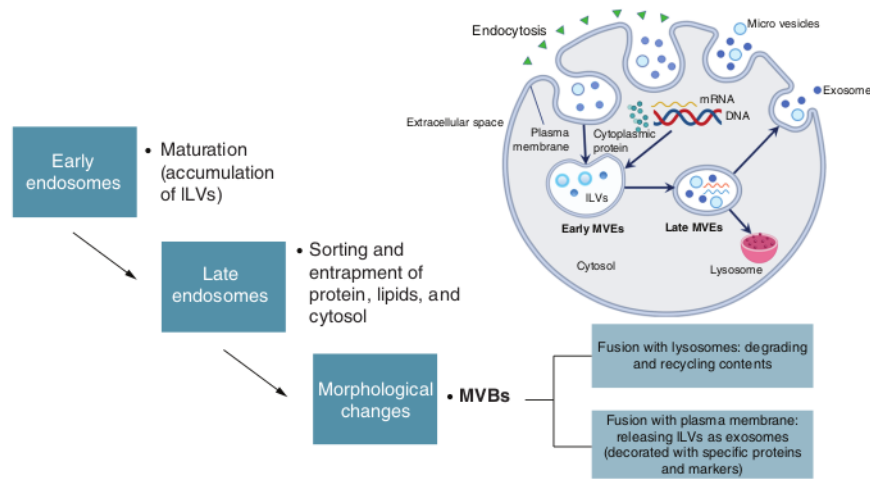 Endocytosis
Micro vesicles
Exosome
Extracellular space
Plasma
membrane
Cytoplasmic
protein
mRNA
DNA
ILVs
Early MVEs
Late MVEs
Cytosol
Lysosome
Early
endosomes
• Maturation
(accumulation
of ILVs)
Late
endosomes
• Sorting and
entrapment of
protein, lipids, and
cytosol
Morphological
changes
• MVBs
Fusion with lysosomes: degrading
and recycling contents
Fusion with plasma membrane:
releasing ILVs as exosomes
(decorated with specific proteins
and markers)